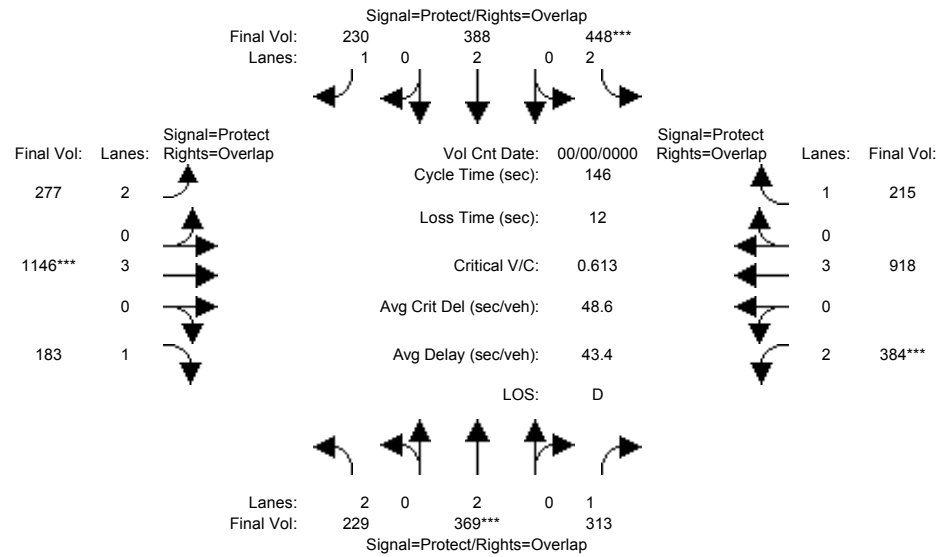 Signal=Protect/Rights=Overlap
Final Vol: 230 388 448***
Lanes: 1 0 2 0 2
Signal=Protect
Final Vol: Lanes: Rights=Overlap
Vol Cnt Date: 00/00/0000
Signal=Protect
Rights=Overlap Lanes: Final Vol:
Cycle Time (sec): 146
277 2
1 215
Loss Time (sec): 12
0
0
1146*** 3
Critical V/C: 0.613
3 918
0
Avg Crit Del (sec/veh): 48.6
0
183 1
Avg Delay (sec/veh): 43.4
2 384***
LOS: D
Lanes: 2 0 2 0 1
Final Vol: 229 369*** 313
Signal=Protect/Rights=Overlap